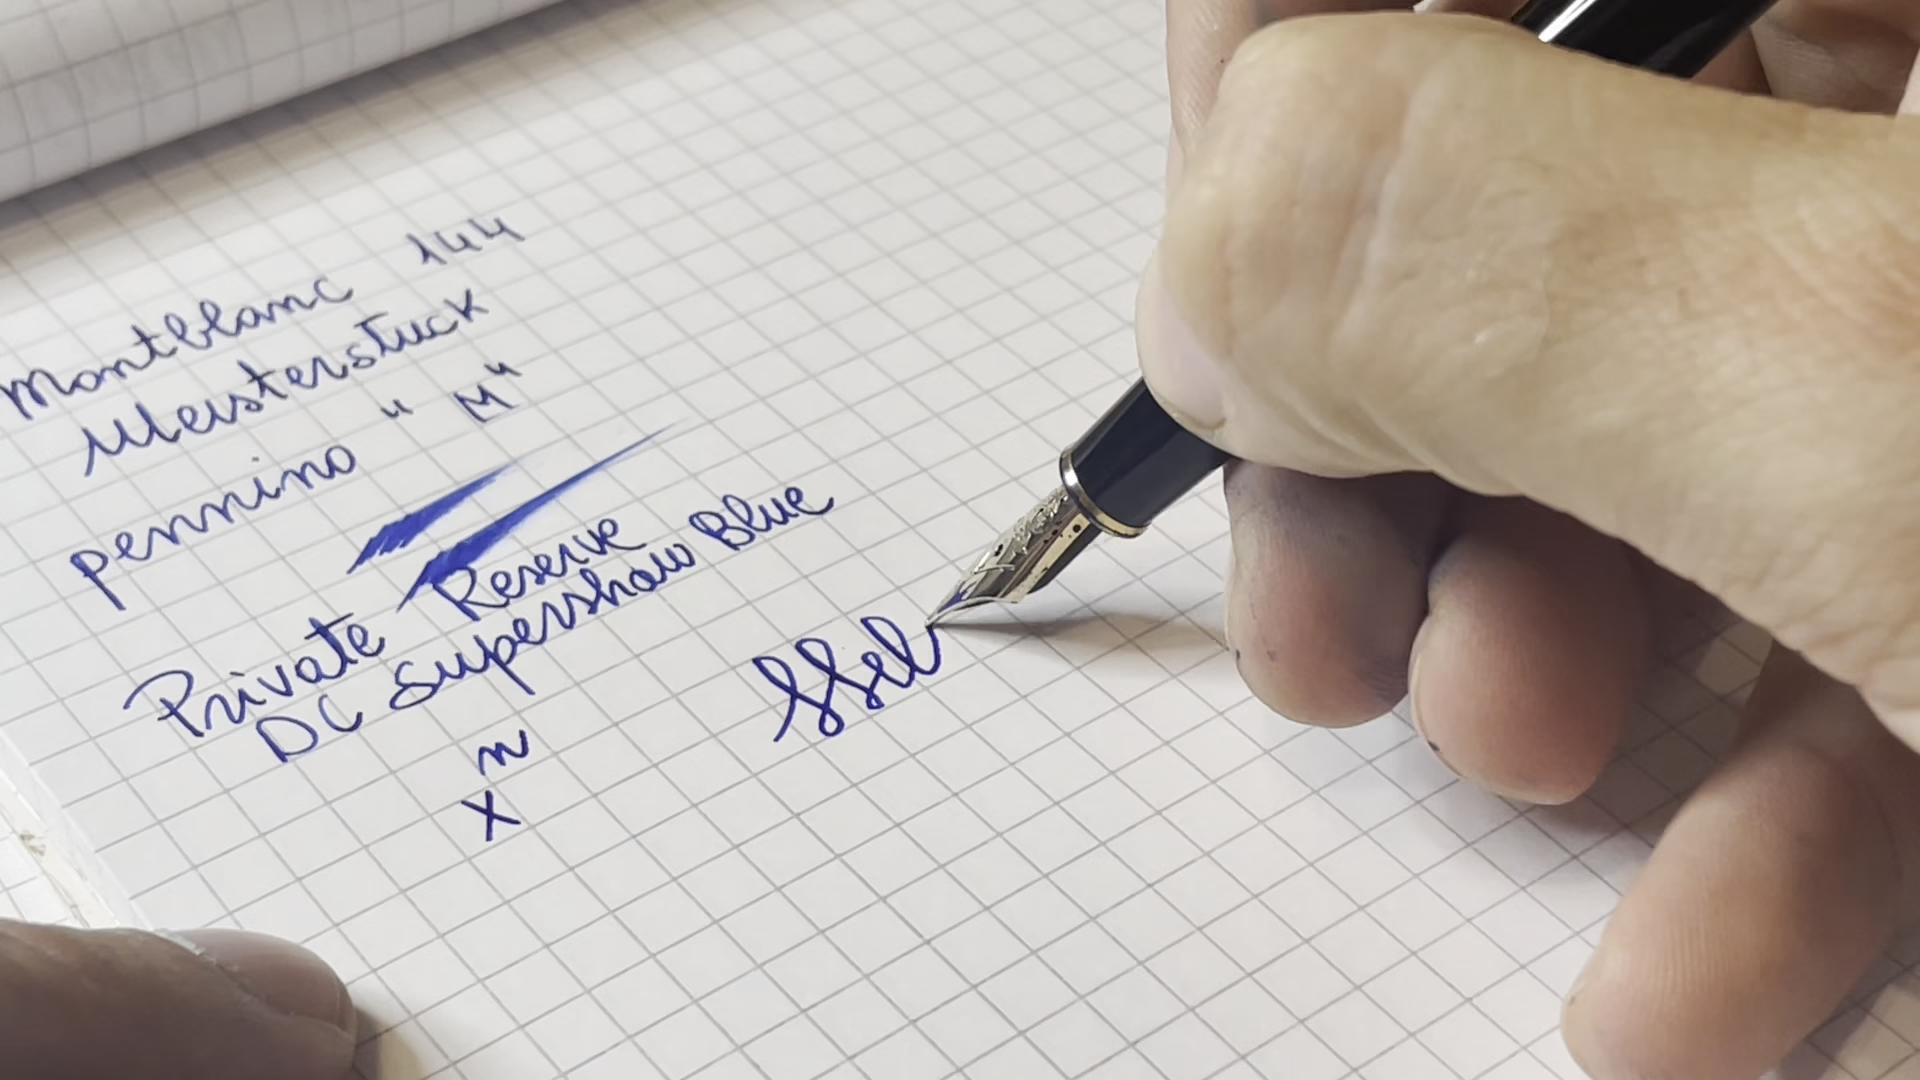 Montblanc 144
Meisterstuck
pennino "M"
Private Reserve
DC Supershow Blue
m
x